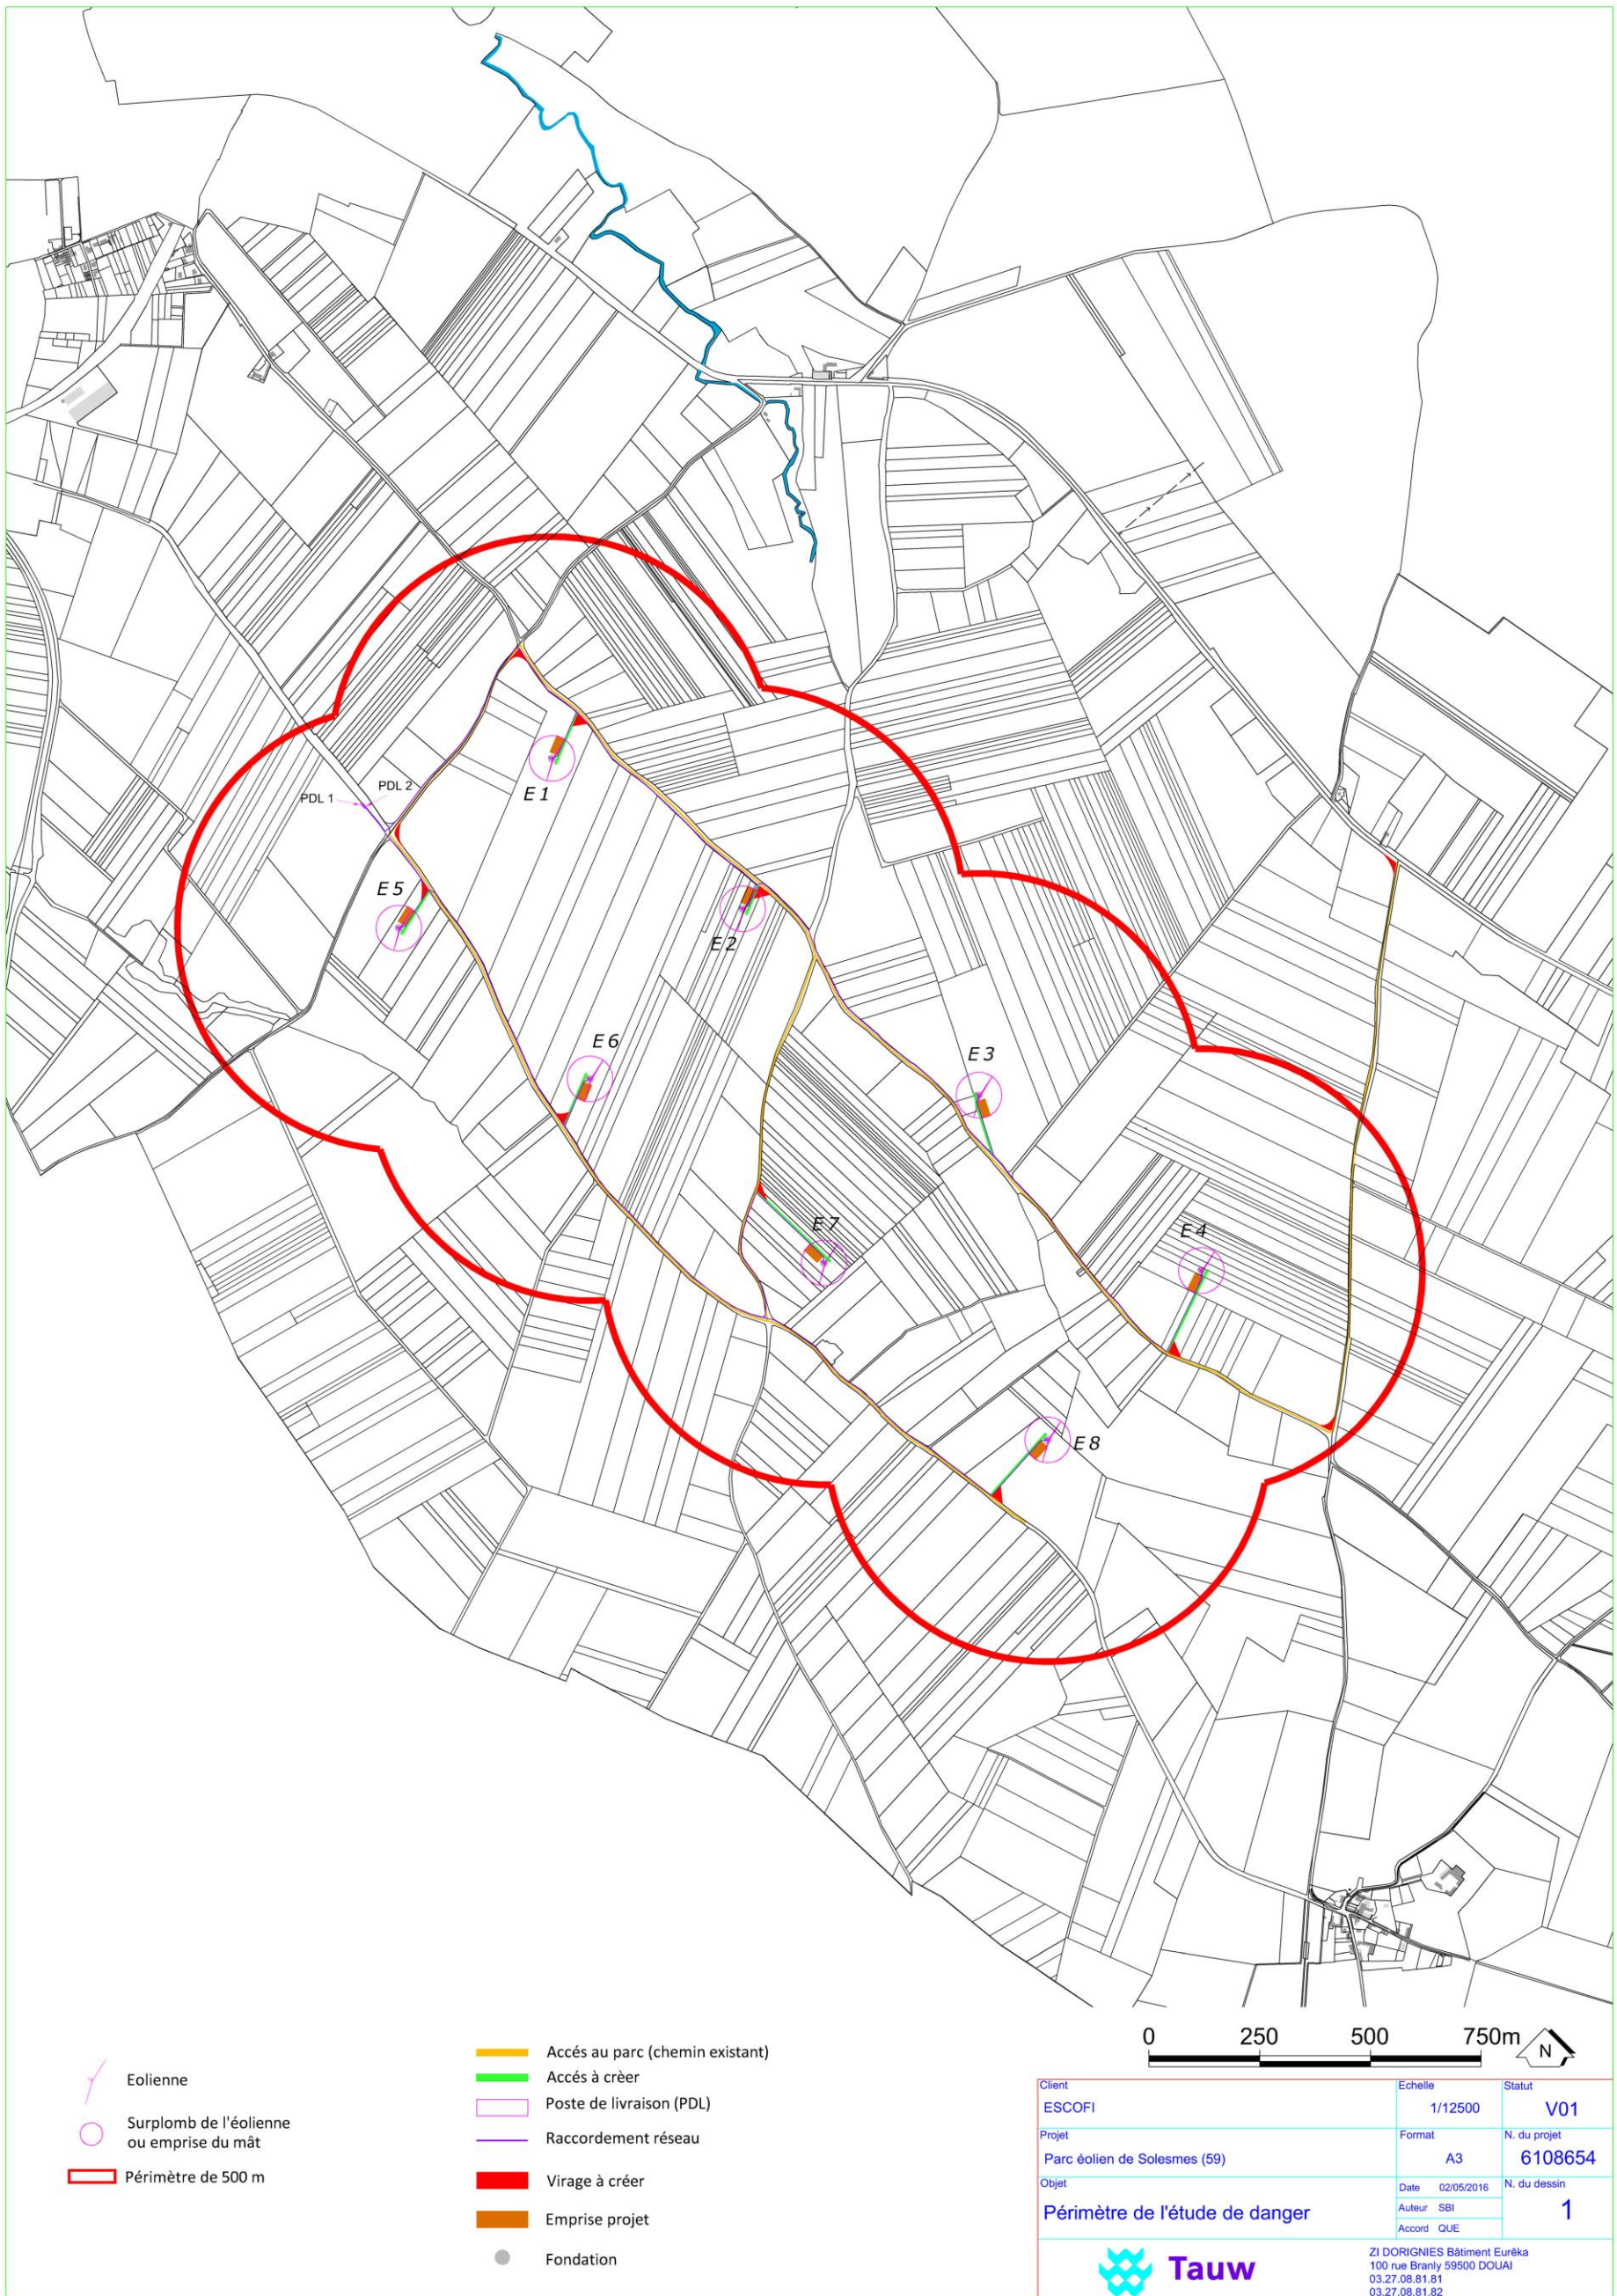 PDL 1
PDL 2
E 1
E 5
E 2
E 6
E 3
E 7
E 4
E 8
Eolienne
Surplomb de l'éolienne
ou emprise du mât
Périmètre de 500 m
Accés au parc (chemin existant)
Accés à crèer
Poste de livraison (PDL)
Raccordement réseau
Virage à créer
Emprise projet
Fondation
0 250 500 750m
N
Client
ESCOFI
Echelle
1/12500
Statut
V01
Projet
Parc éolien de Solesmes (59)
Format
A3
N. du projet
6108654
Objet
Périmètre de l'étude de danger
Date 02/05/2016
Auteur SBI
Accord QUE
N. du dessin
1
Tauw
ZI DORIGNIES Bâtiment Eurêka
100 rue Branly 59500 DOUAI
03.27.08.81.81
03.27.08.81.82